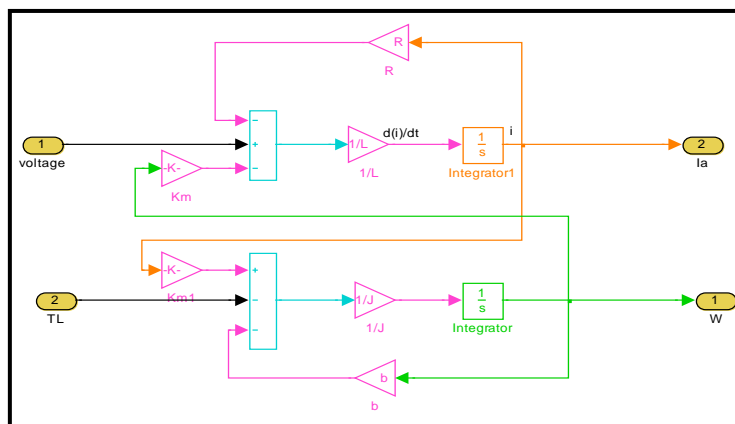 R
R
-
1
+
1/L
d(i)/dt
1
s
i
2
voltage
-K-
-
1/L
Integrator1
Ia
Km
-K-
+
2
Km1
-
1/J
1
s
1
TL
-
1/J
Integrator
W
b
b